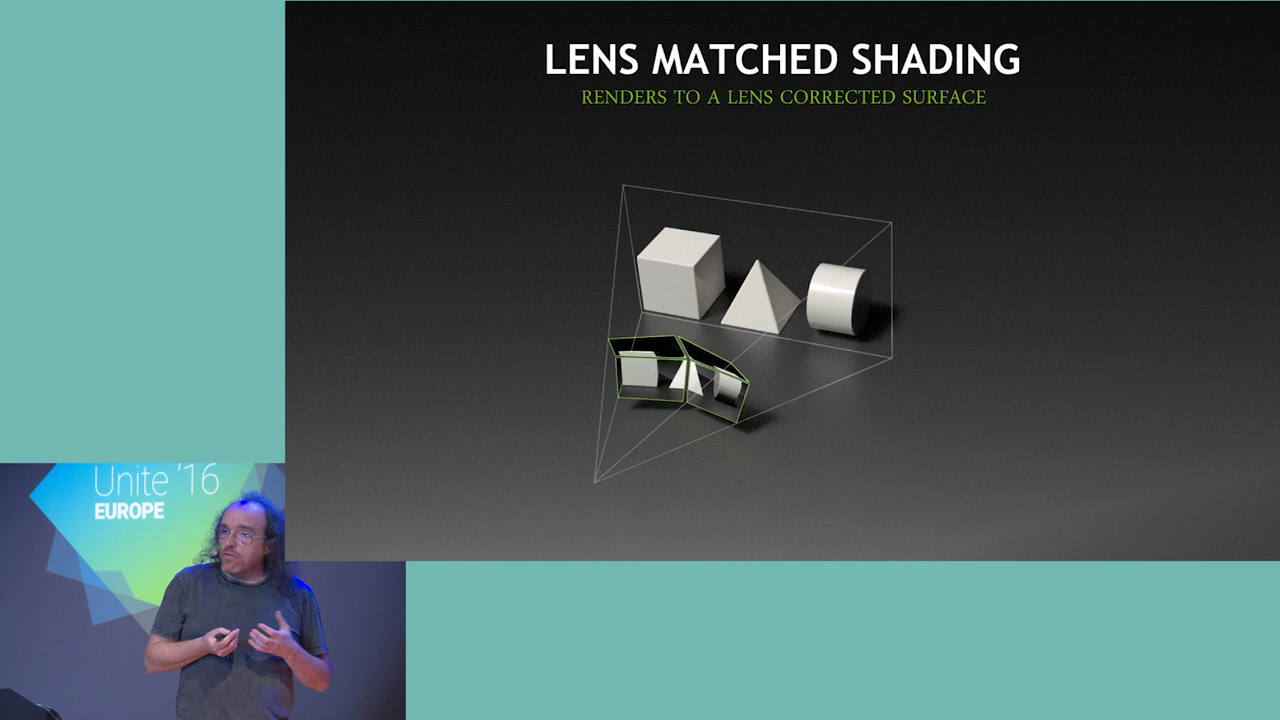 LENS MATCHED SHADING
RENDERS TO A LENS CORRECTED SURFACE
Unite '16
EUROPE